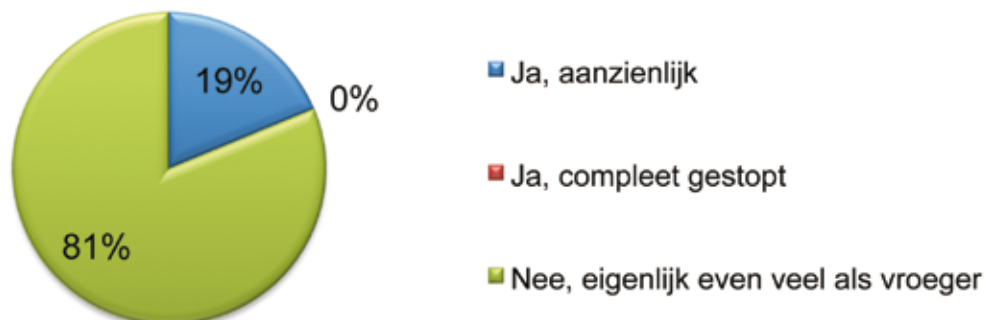 Ja, aanzienlijk
19%
0%
Ja, compleet gestopt
81%
Nee, eigenlijk even veel als vroeger